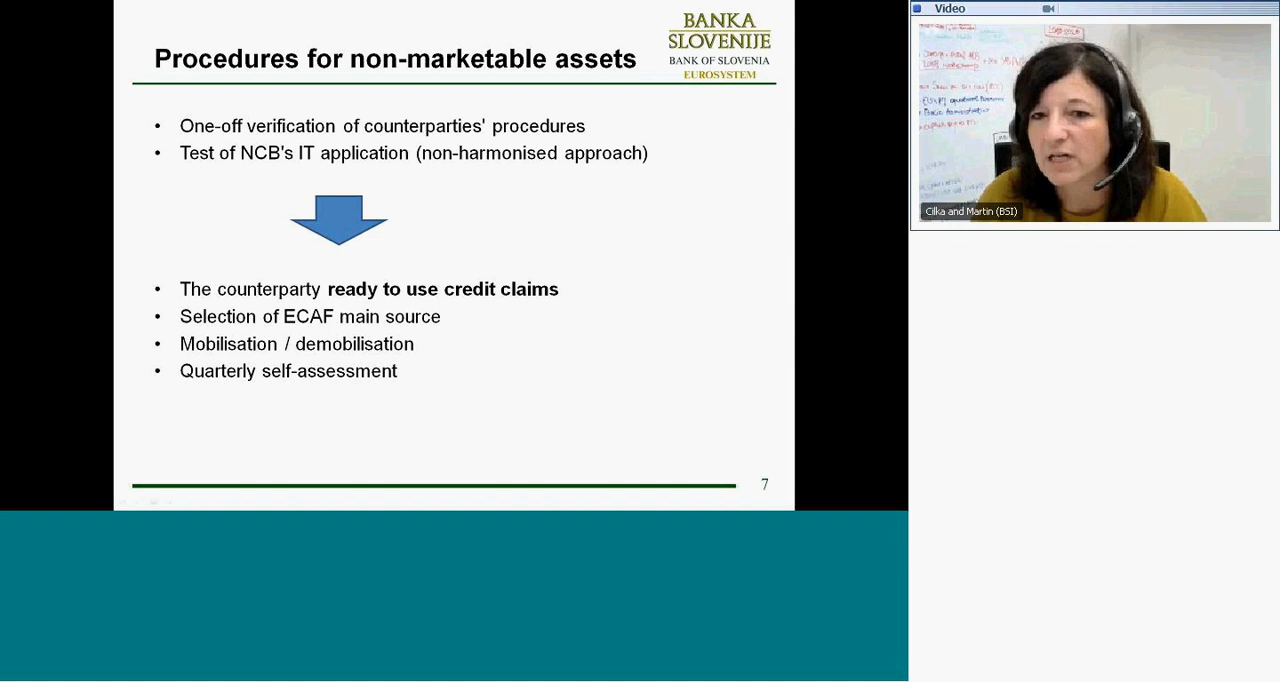 BANKA
SLOVENIJE
BANK OF SLOVENIA
EUROSYSTEM
Procedures for non-marketable assets
• One-off verification of counterparties' procedures
• Test of NCB's IT application (non-harmonised approach)
• The counterparty ready to use credit claims
• Selection of ECAF main source
• Mobilisation / demobilisation
• Quarterly self-assessment
7
Video
Cilka and Martin (BSI)